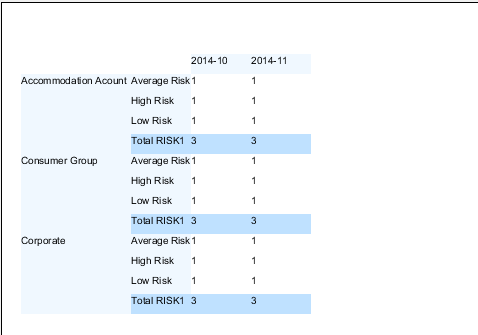 2014-10 2014-11
Accommodation Acount Average Risk 1 1
High Risk 1 1
Low Risk 1 1
Total RISK1 3 3
Consumer Group Average Risk 1 1
High Risk 1 1
Low Risk 1 1
Total RISK1 3 3
Corporate Average Risk 1 1
High Risk 1 1
Low Risk 1 1
Total RISK1 3 3